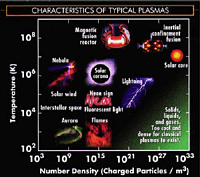 CHARACTERISTICS OF TYPICAL PLASMAS
Magnetic
fusion
reactor
Inertial
confinement
fusion
Nebula
Solar
corona
Solar core
Lightning
Solar wind
Neon sign
Interstellar space
Fluorescent light
Aurora
Flames
Solids,
liquids,
and gases.
Too cool and
dense for classical
plasmas to exist.
Temperature (K)
10⁸
10⁶
10⁴
10²
10³
10⁹
10¹⁵
10²¹
10²⁷
10³³
Number Density (Charged Particles / m³)